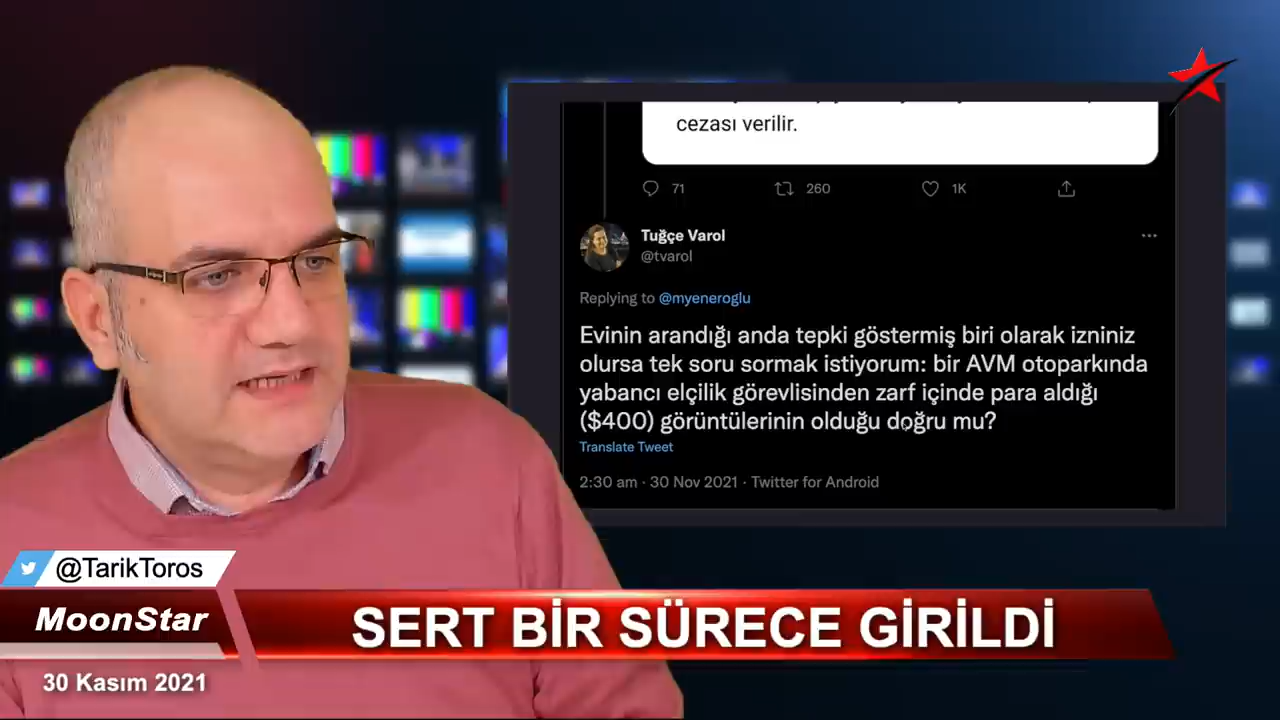 cezası verilir.
71 260 1K
Tuğçe Varol
@tvarol
Replying to @myeneroglu
Evinin arandığı anda tepki göstermiş biri olarak izniniz
olursa tek soru sormak istiyorum: bir AVM otoparkında
yabancı elçilik görevlisinden zarf içinde para aldığı
($400) görüntülerinin olduğu doğru mu?
Translate Tweet
2:30 am · 30 Nov 2021 · Twitter for Android
@TarikToros
MoonStar
SERT BİR SÜRECE GİRİLDİ
30 Kasım 2021